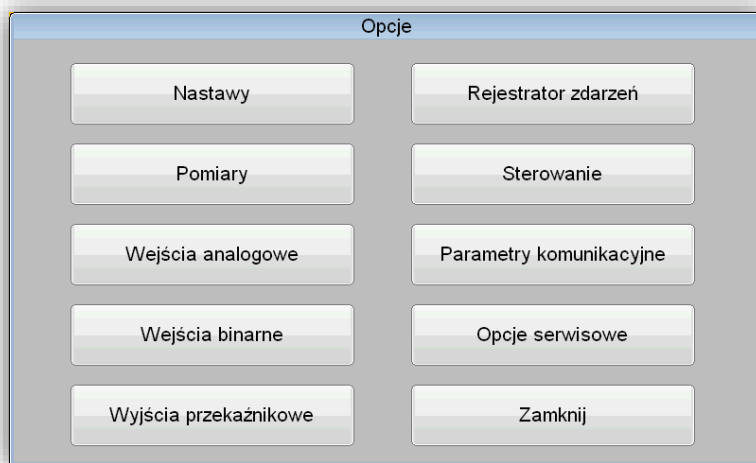 Opcje
Nastawy
Rejestrator zdarzeń
Pomiary
Sterowanie
Wejścia analogowe
Parametry komunikacyjne
Wejścia binarne
Opcje serwisowe
Wyjścia przekaźnikowe
Zamknij